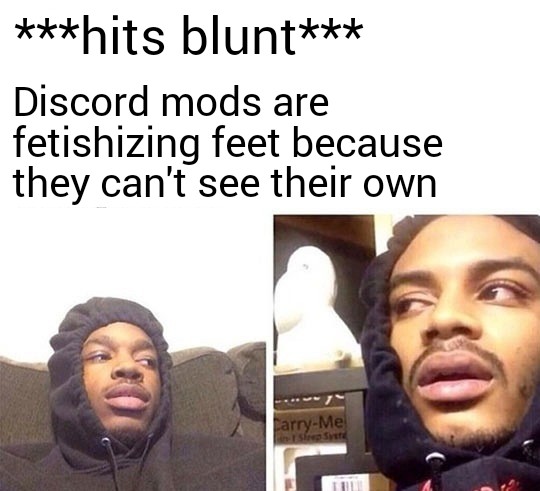 ***hits blunt***
Discord mods are
fetishizing feet because
they can't see their own
Carry-Me